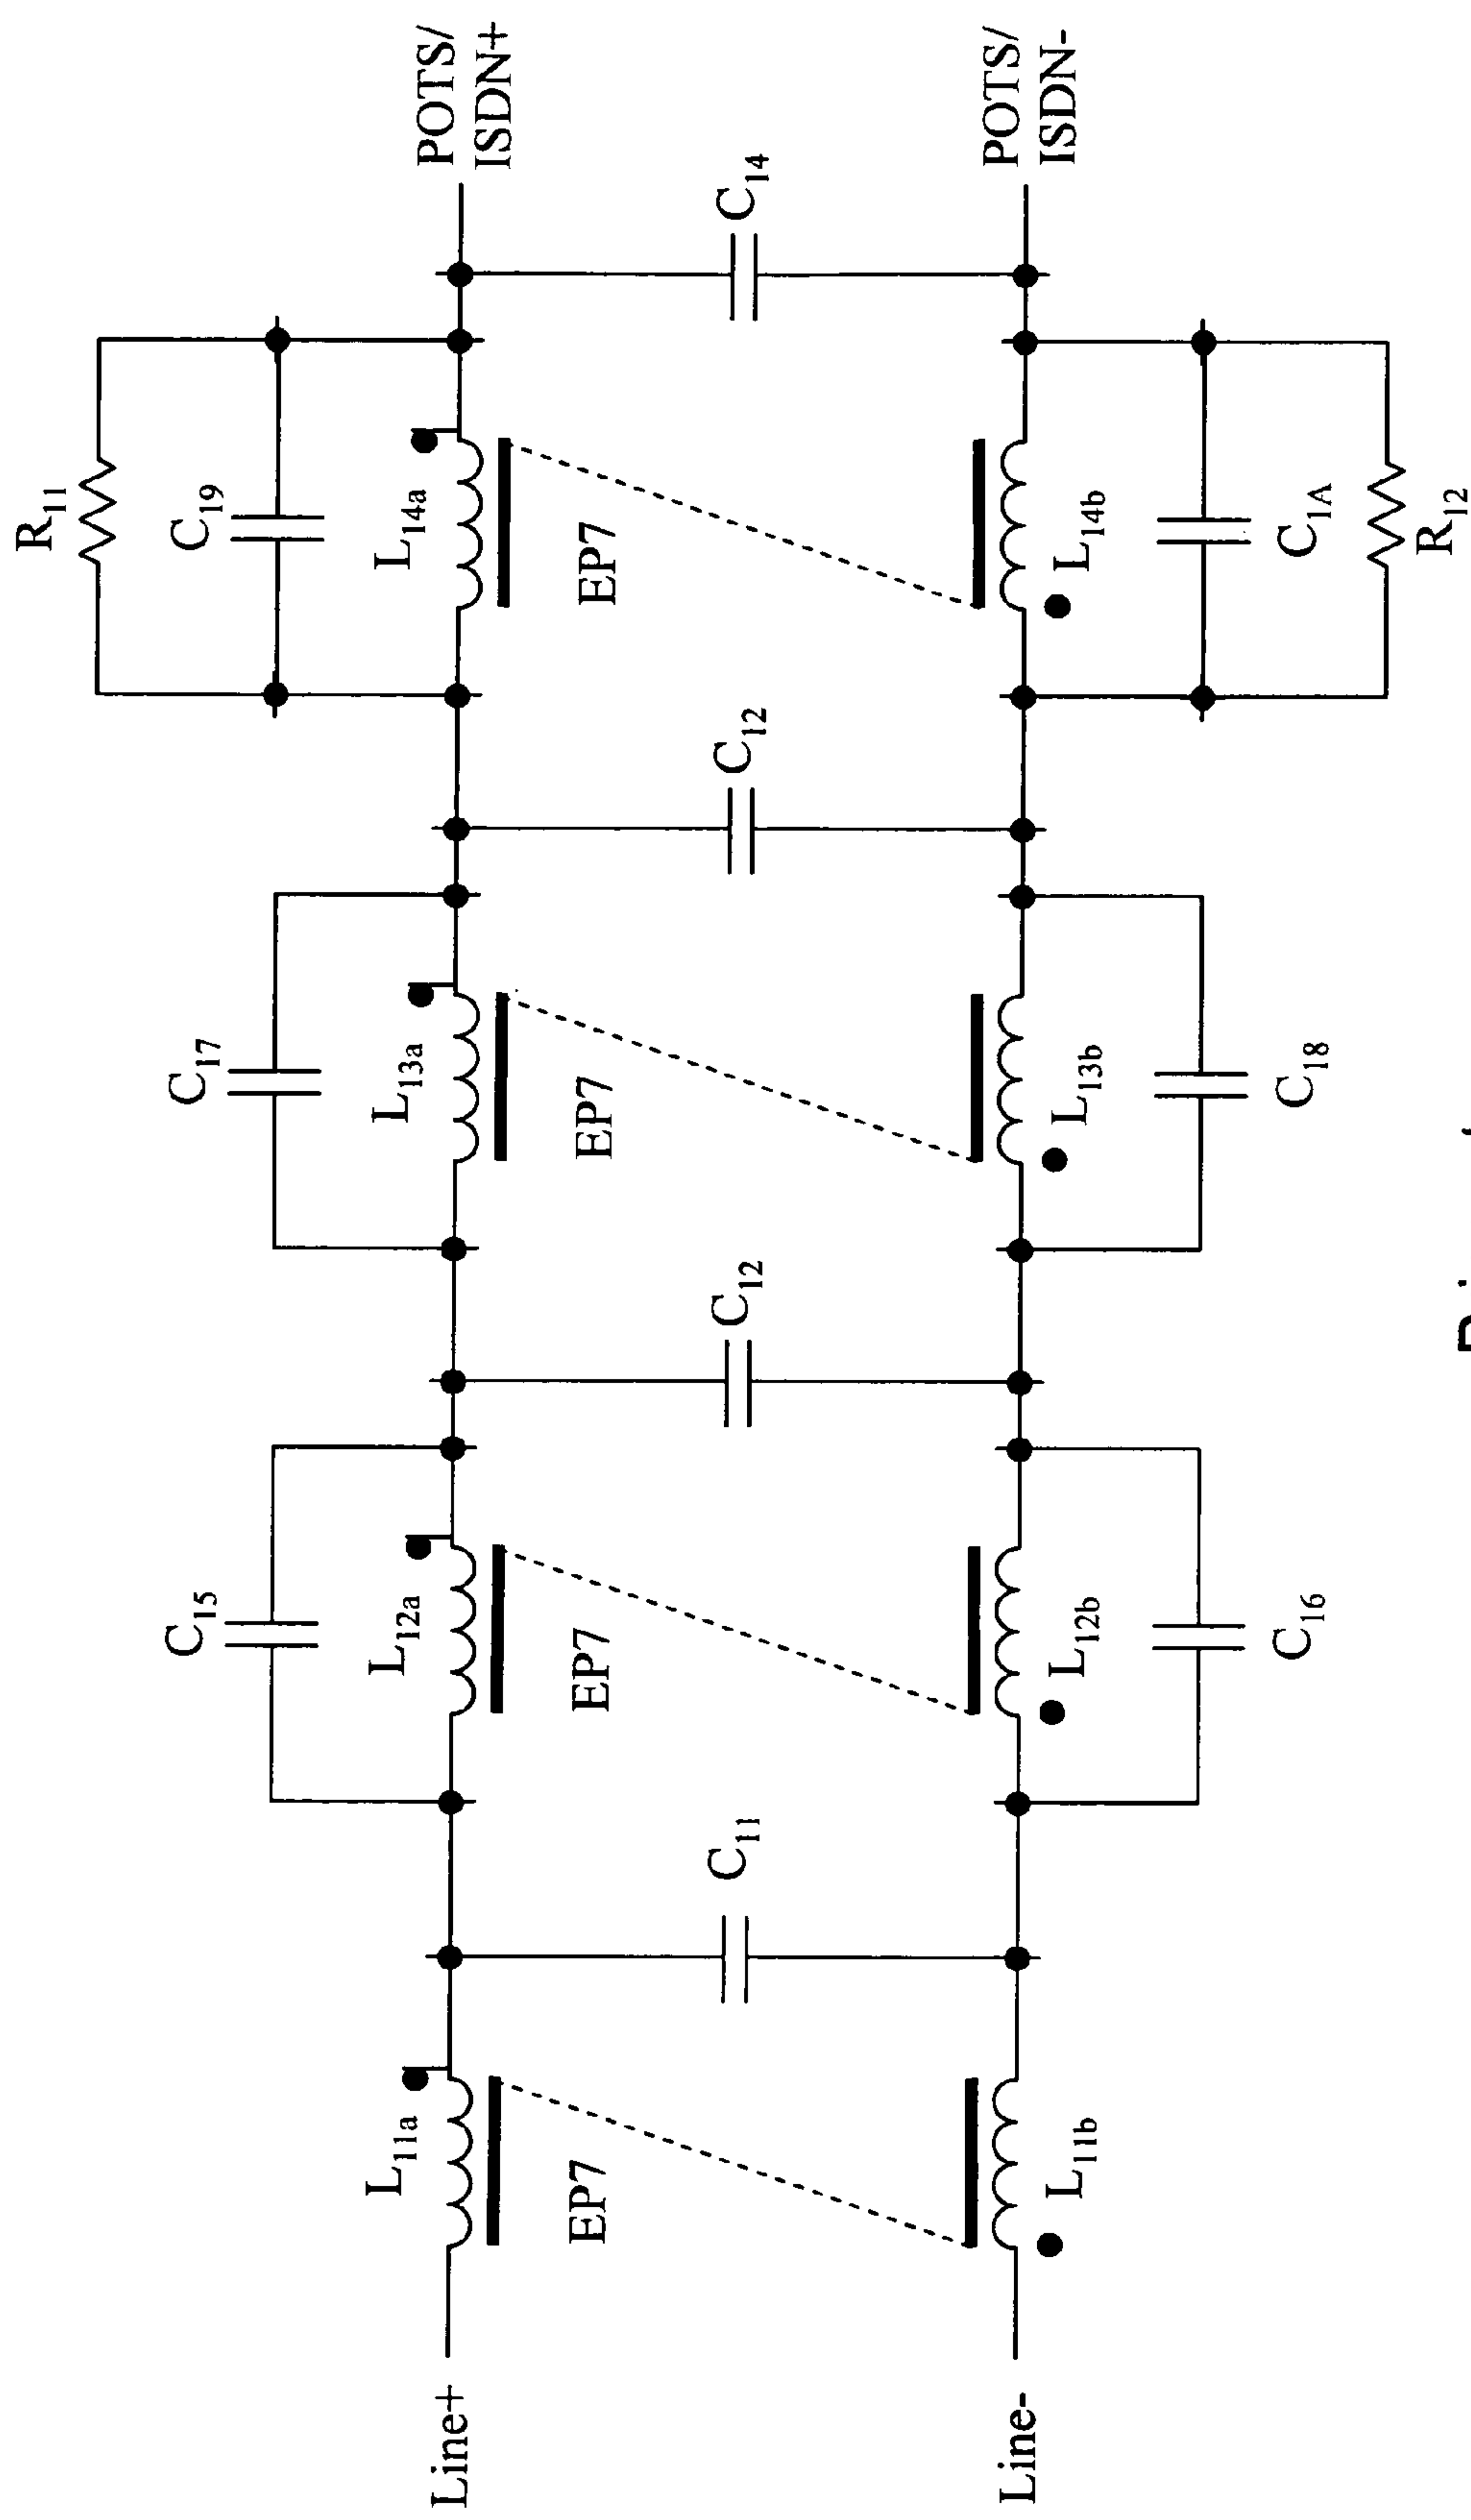 R11
C19
C17
C15
L14a
L13a
L12a
L11a
POTS/
ISDN+
Line+
EP7
EP7
EP7
EP7
C14
C12
C12
C11
POTS/
ISDN-
Line-
L14b
L13b
L12b
L11b
C1A
C18
C16
R12